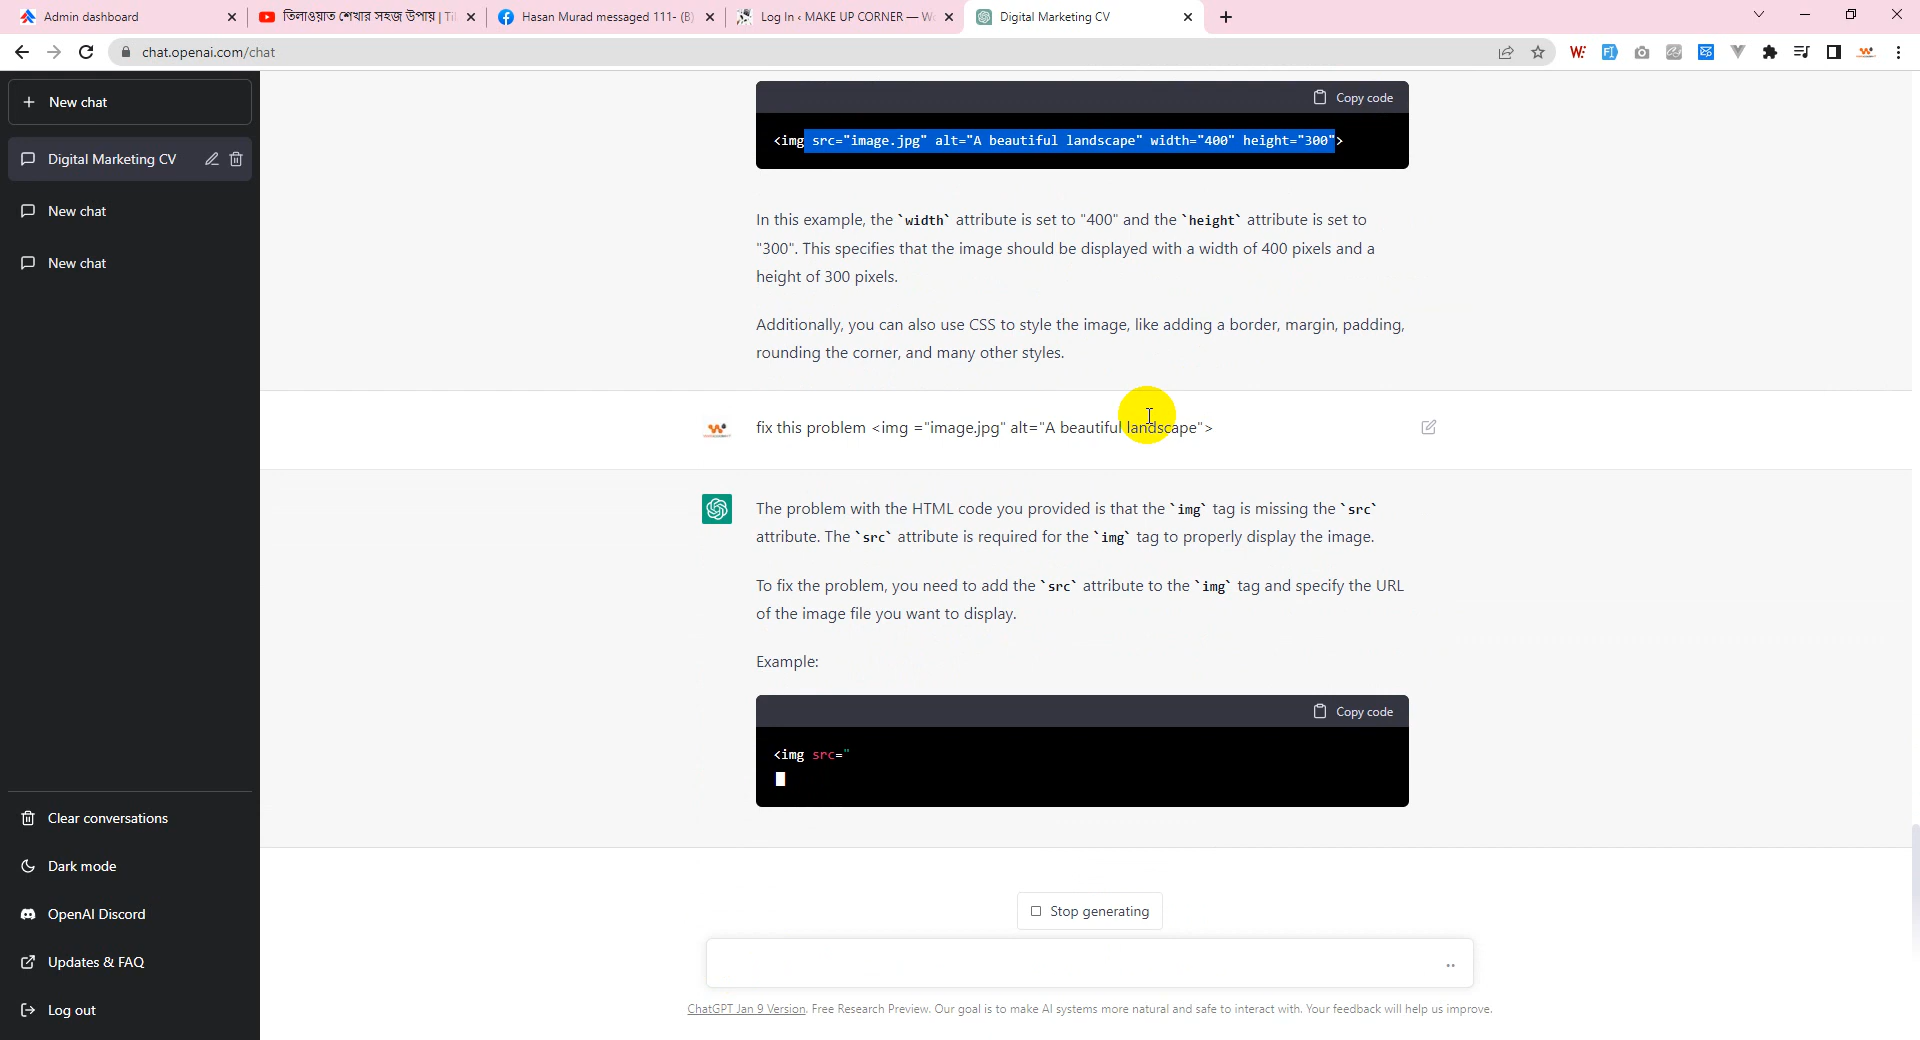 Admin dashboard
তিলাওয়াত শেখার সহজ উপায় | Ti
Hasan Murad messaged 111- (B)
Log In ‹ MAKE UP CORNER — W
Digital Marketing CV
chat.openai.com/chat
New chat
Digital Marketing CV
New chat
New chat
Copy code
<img src="image.jpg" alt="A beautiful landscape" width="400" height="300">
In this example, the `width` attribute is set to "400" and the `height` attribute is set to
"300". This specifies that the image should be displayed with a width of 400 pixels and a
height of 300 pixels.
Additionally, you can also use CSS to style the image, like adding a border, margin, padding,
rounding the corner, and many other styles.
fix this problem <img ="image.jpg" alt="A beautiful landscape">
The problem with the HTML code you provided is that the `img` tag is missing the `src`
attribute. The `src` attribute is required for the `img` tag to properly display the image.
To fix the problem, you need to add the `src` attribute to the `img` tag and specify the URL
of the image file you want to display.
Example:
Copy code
<img src="
Clear conversations
Dark mode
OpenAI Discord
Updates & FAQ
Log out
Stop generating
ChatGPT Jan 9 Version. Free Research Preview. Our goal is to make AI systems more natural and safe to interact with. Your feedback will help us improve.